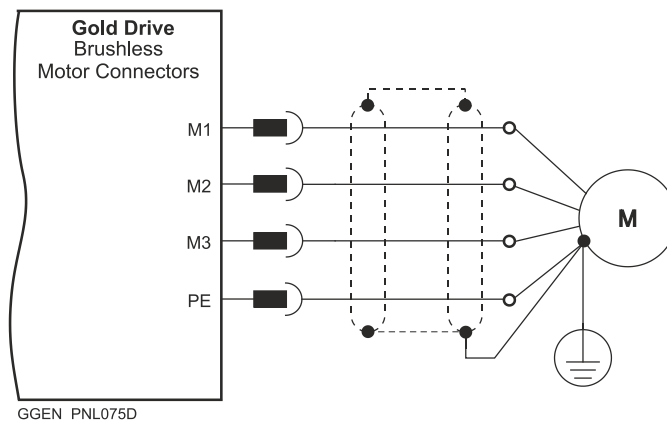 Gold Drive
Brushless
Motor Connectors
M1
M2
M3
PE
M
GGEN PNL075D